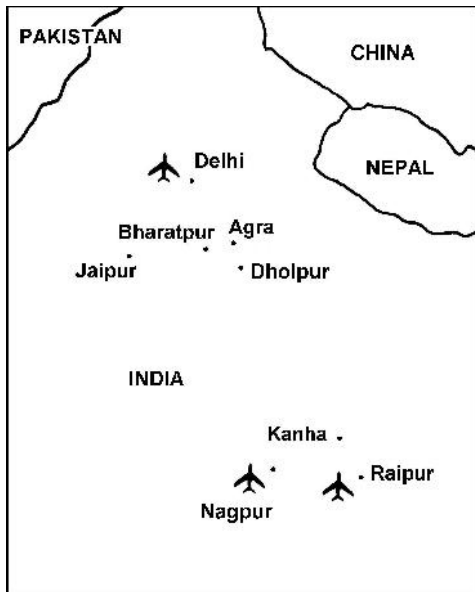 PAKISTAN
CHINA
Delhi
NEPAL
Bharatpur
Agra
Jaipur
Dholpur
INDIA
Kanha
Raipur
Nagpur